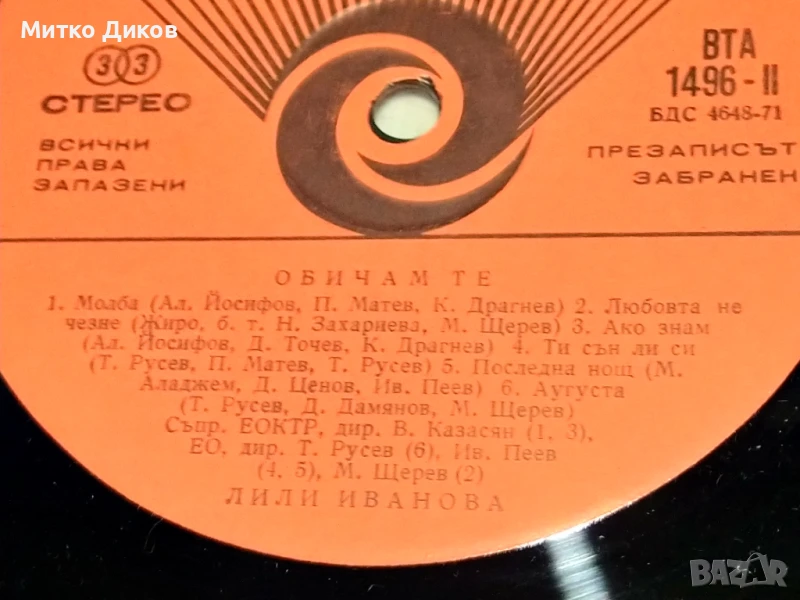 Митко Диков
33
СТЕРЕО
ВСИЧКИ
ПРАВА
ЗАПАЗЕНИ
ВТА
1496-II
БДС 4648-71
ПРЕЗАПИСЪТ
ЗАБРАНЕН
ОБИЧАМ ТЕ
1. Молба (Ал. Йосифов, П. Матев, К. Драгнев) 2. Любовта не
чезне (Жиро, б. т. Н. Захариева, М. Щерев) 3. Ако знам
(Ал. Йосифов, Д. Точев, К. Драгнев) 4. Ти сън ли си
(Т. Русев, П. Матев, Т. Русев) 5. Последна нощ (М.
Аладжем, Д. Ценов, Ив. Пеев) 6. Аугуста
(Т. Русев, Д. Дамянов, М. Щерев)
Съпр. ЕОКТР, дир. В. Казасян (1, 3),
ЕО, дир. Т. Русев (6), Ив. Пеев
(4, 5), М. Щерев (2)
ЛИЛИ ИВАНОВА
BAZAR